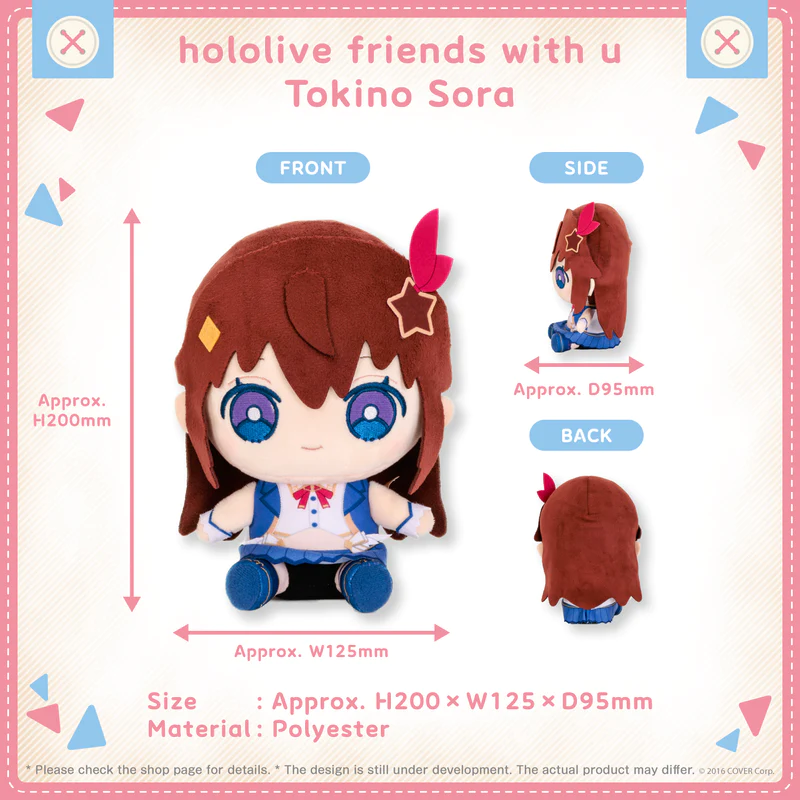 hololive friends with u
Tokino Sora
FRONT
SIDE
Approx.
H200mm
Approx. D95mm
BACK
Approx. W125mm
Size : Approx. H200×W125×D95mm
Material : Polyester
* Please check the shop page for details. * The design is still under development. The actual product may differ. © 2016 COVER Corp.